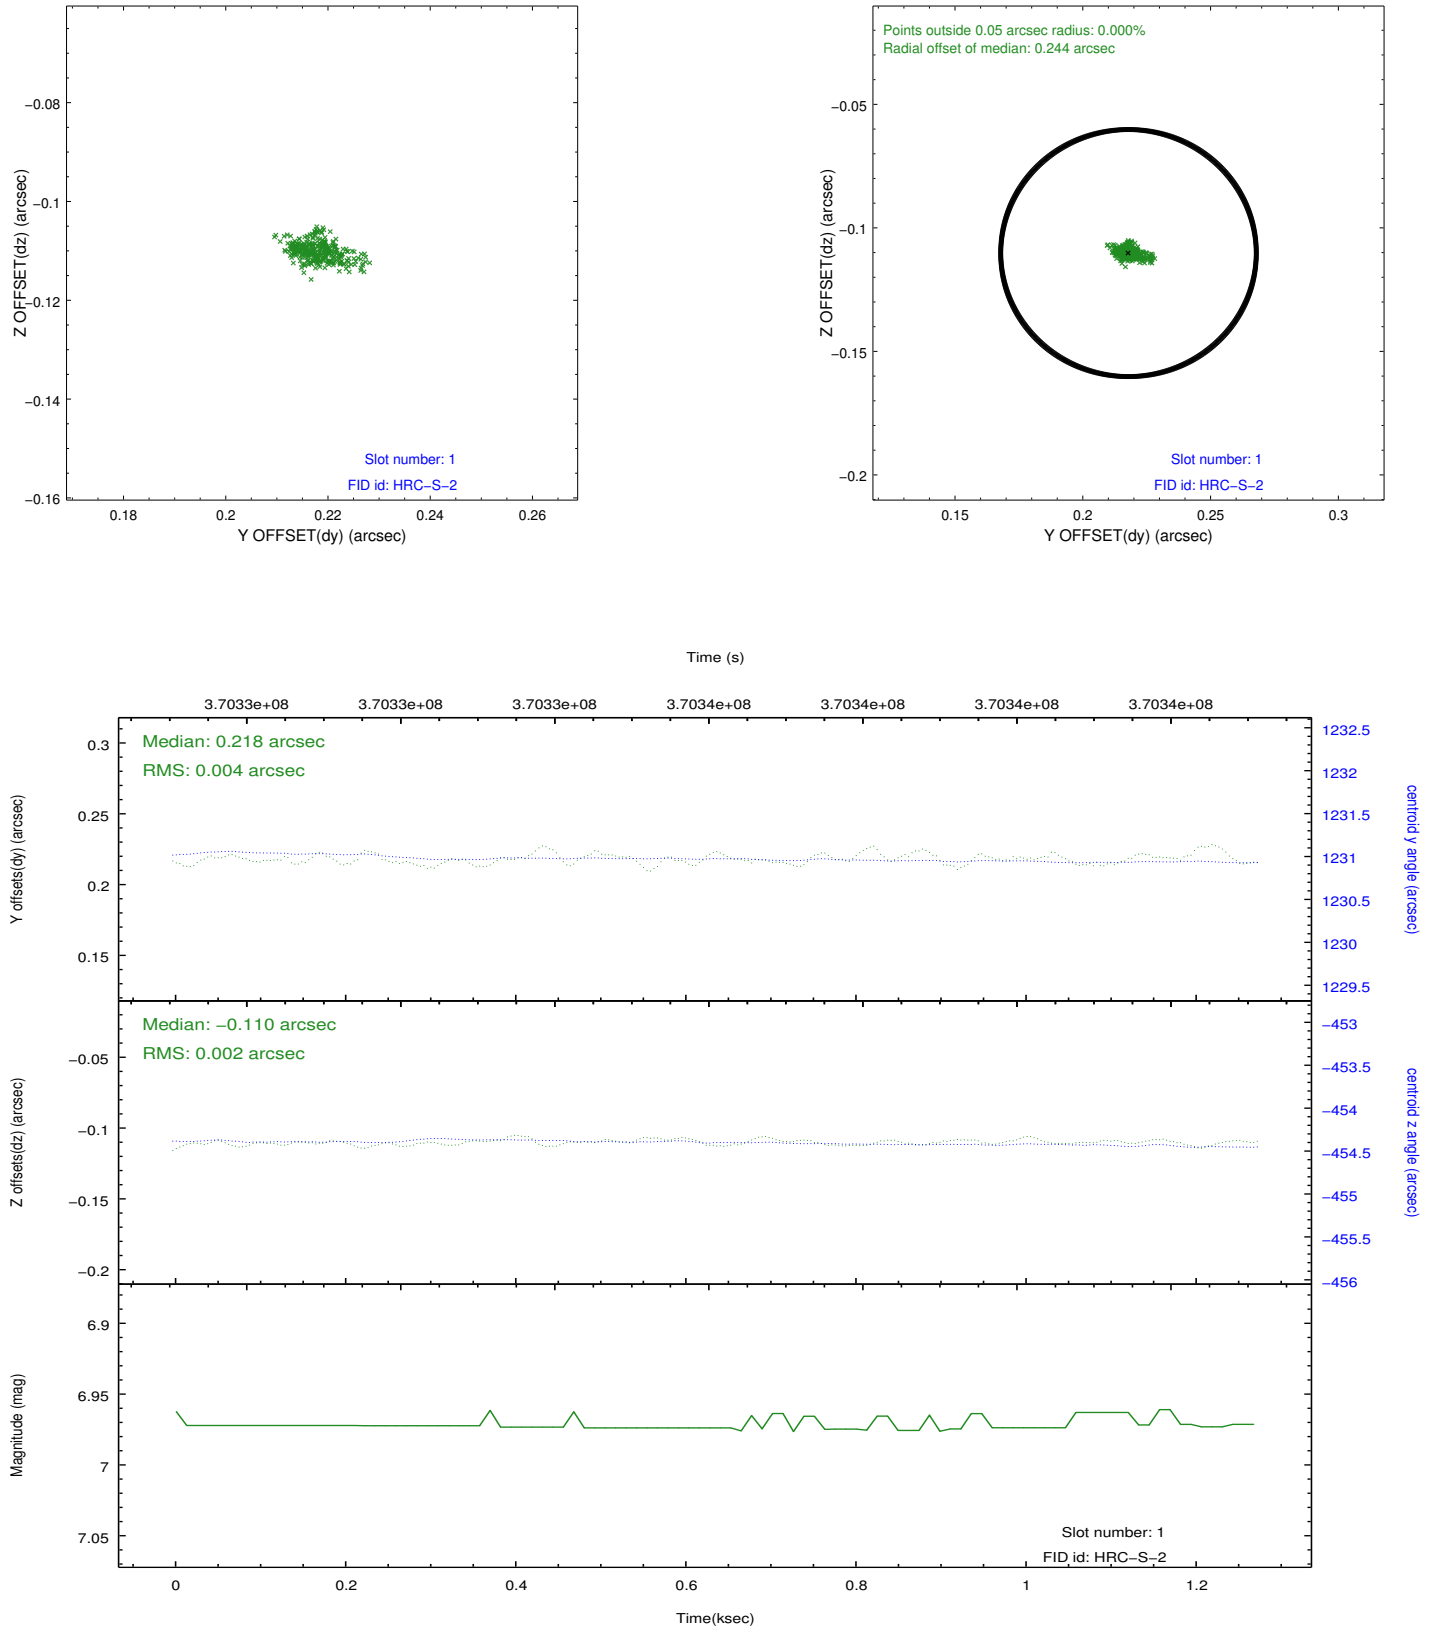 −0.08
−0.1
−0.12
−0.14
−0.16
Z OFFSET(dz) (arcsec)
Slot number: 1
FID id: HRC−S−2
0.18
0.2
0.22
0.24
0.26
Y OFFSET(dy) (arcsec)
Points outside 0.05 arcsec radius: 0.000%
Radial offset of median: 0.244 arcsec
−0.05
−0.1
−0.15
−0.2
Z OFFSET(dz) (arcsec)
Slot number: 1
FID id: HRC−S−2
0.15
0.2
0.25
0.3
Y OFFSET(dy) (arcsec)
Time (s)
3.7033e+08
3.7033e+08
3.7033e+08
3.7034e+08
3.7034e+08
3.7034e+08
3.7034e+08
Median: 0.218 arcsec
RMS: 0.004 arcsec
0.3
0.25
0.2
0.15
Y offsets(dy) (arcsec)
1232.5
1232
1231.5
1231
1230.5
1230
1229.5
centroid y angle (arcsec)
Median: −0.110 arcsec
RMS: 0.002 arcsec
−0.05
−0.1
−0.15
−0.2
Z offsets(dz) (arcsec)
−453
−453.5
−454
−454.5
−455
−455.5
−456
centroid z angle (arcsec)
6.9
6.95
7
7.05
Magnitude (mag)
Slot number: 1
FID id: HRC−S−2
0
0.2
0.4
0.6
0.8
1
1.2
Time(ksec)